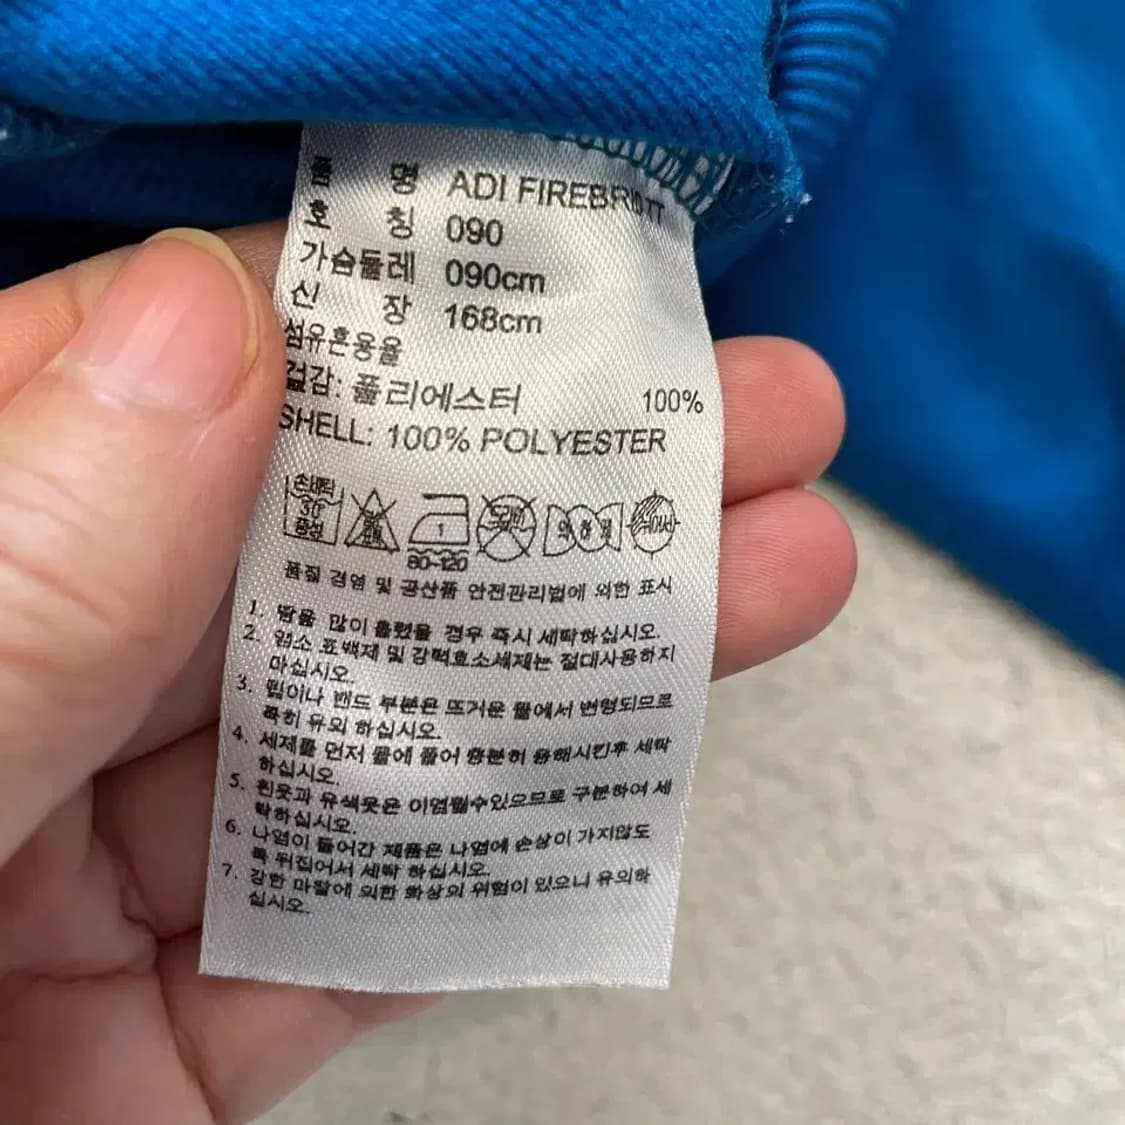 품 명 ADI FIREBRD TT
호 칭 090
가슴둘레 090cm
신 장 168cm
섬유혼용율
겉감: 폴리에스터 100%
SHELL: 100% POLYESTER
손세탁 30 중성
1
드라이
80-120
품질 경영 및 공산품 안전관리법에 의한 표시
1. 땀을 많이 흘렸을 경우 즉시 세탁하십시오.
2. 염소 표백제 및 강력효소세제는 절대사용하지
마십시오.
3. 립이나 밴드 부분은 뜨거운 물에서 변형되므로
특히 유의 하십시오.
4. 세제를 먼저 물에 풀어 충분히 용해시킨후 세탁
하십시오.
5. 흰옷과 유색옷은 이염될수있으므로 구분하여 세
탁하십시오.
6. 나염이 들어간 제품은 나염에 손상이 가지않도
록 뒤집어서 세탁 하십시오.
7. 강한 마찰에 의한 화상의 위험이 있으니 유의하
십시오.